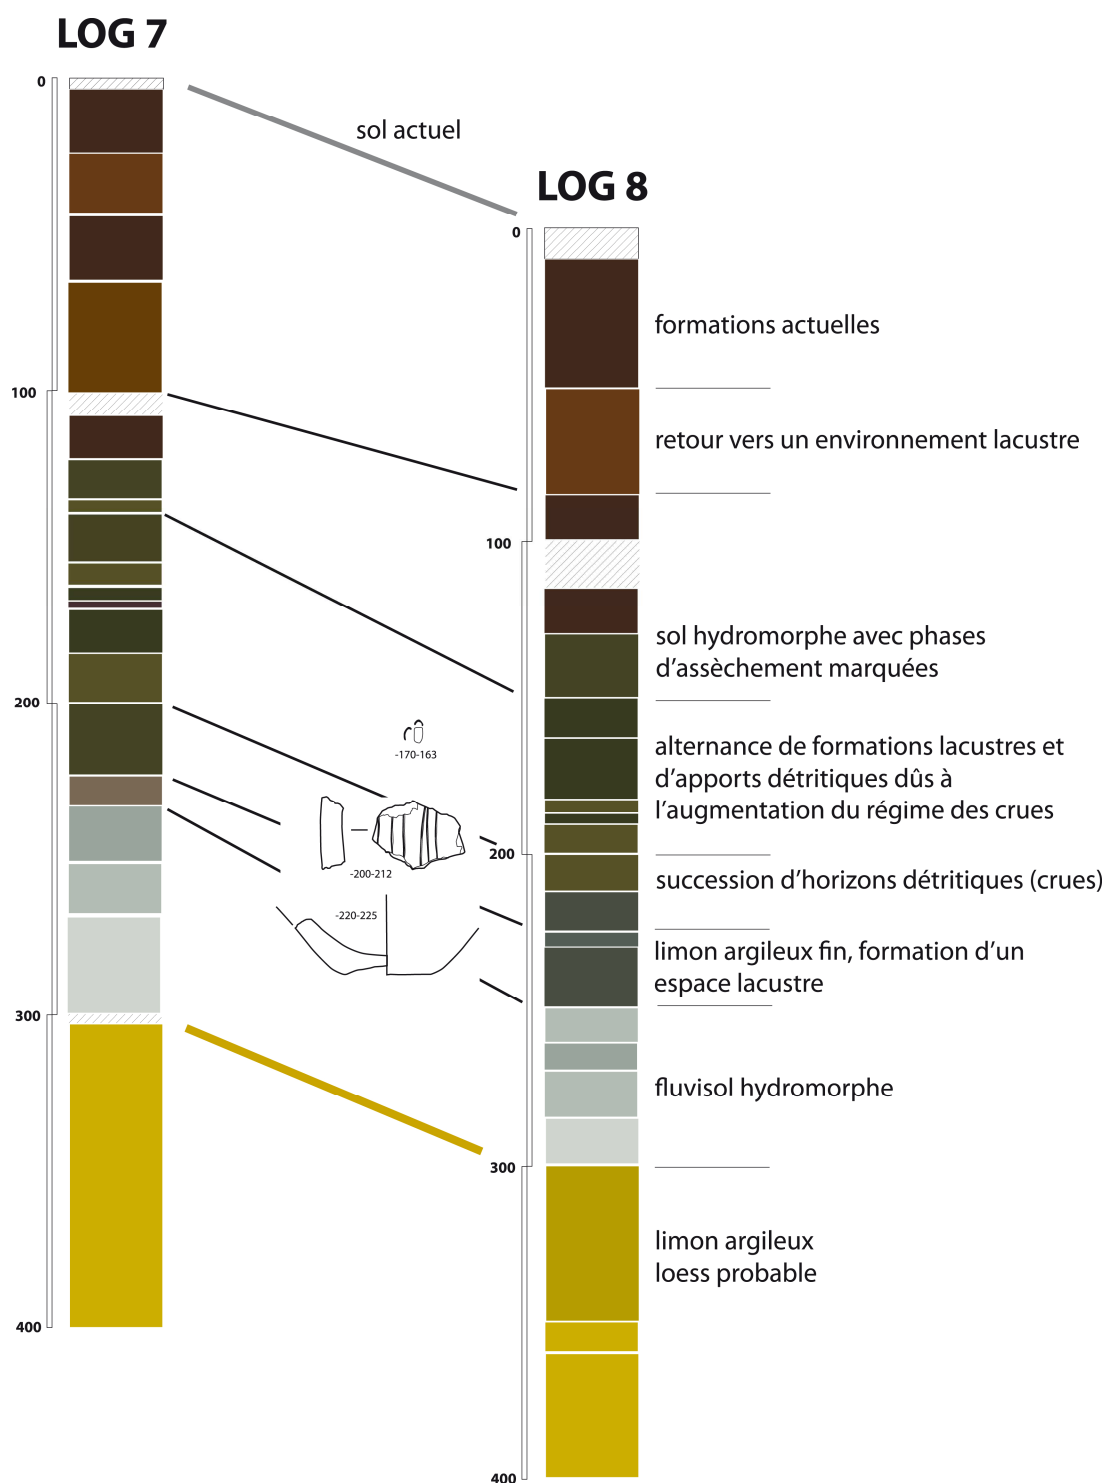 LOG 7
0
100
200
300
400
sol actuel
LOG 8
0
100
200
300
400
formations actuelles
retour vers un environnement lacustre
sol hydromorphe avec phases
d’assèchement marquées
alternance de formations lacustres et
d’apports détritiques dûs à
l’augmentation du régime des crues
succession d’horizons détritiques (crues)
limon argileux fin, formation d’un
espace lacustre
fluvisol hydromorphe
limon argileux
loess probable
-170-163
-200-212
-220-225